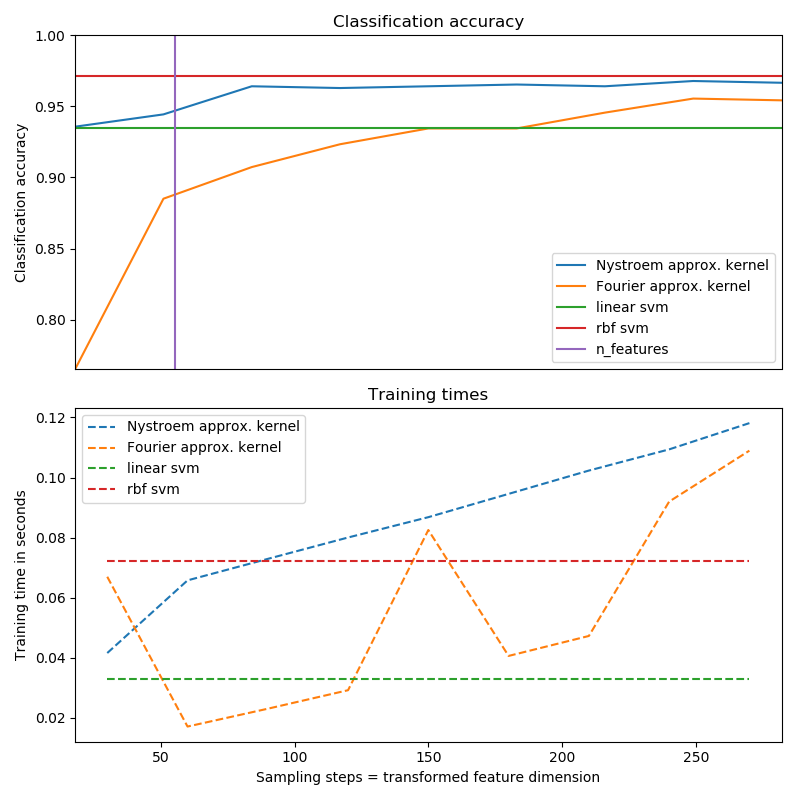 Classification accuracy
1.00
0.95
0.90
0.85
0.80
Classification accuracy
Nystroem approx. kernel
Fourier approx. kernel
linear svm
rbf svm
n_features
Training times
0.12
0.10
0.08
0.06
0.04
0.02
Training time in seconds
Nystroem approx. kernel
Fourier approx. kernel
linear svm
rbf svm
50 100 150 200 250
Sampling steps = transformed feature dimension